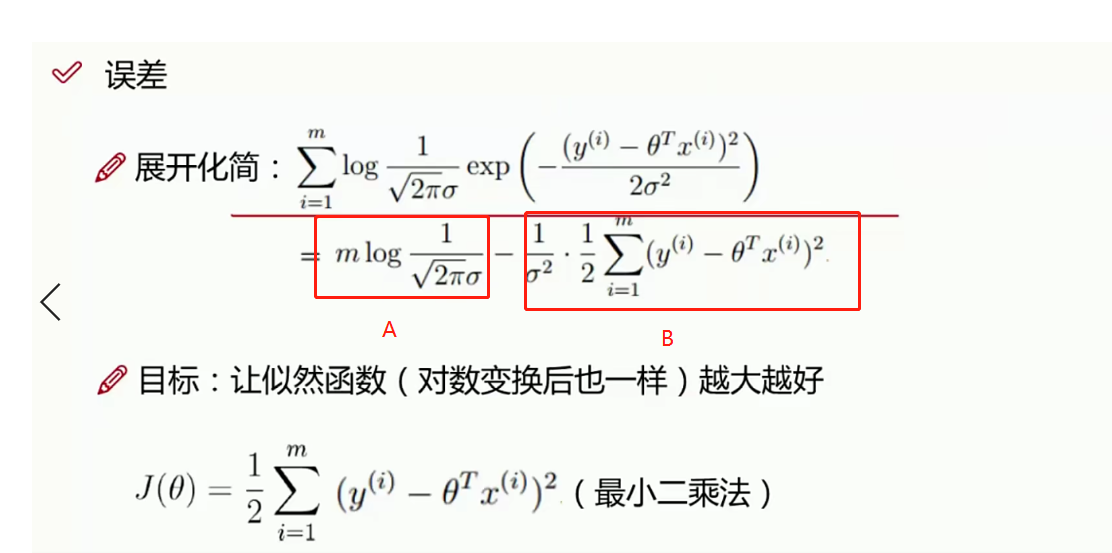 误差
展开化简：$\sum_{i=1}^{m} \log \frac{1}{\sqrt{2\pi}\sigma} \exp\left(-\frac{(y^{(i)} - \theta^T x^{(i)})^2}{2\sigma^2}\right)$
$= m \log \frac{1}{\sqrt{2\pi}\sigma} - \frac{1}{\sigma^2} \cdot \frac{1}{2} \sum_{i=1}^{m} (y^{(i)} - \theta^T x^{(i)})^2.$
A
B
目标：让似然函数（对数变换后也一样）越大越好
$J(\theta) = \frac{1}{2} \sum_{i=1}^{m} (y^{(i)} - \theta^T x^{(i)})^2.$（最小二乘法）